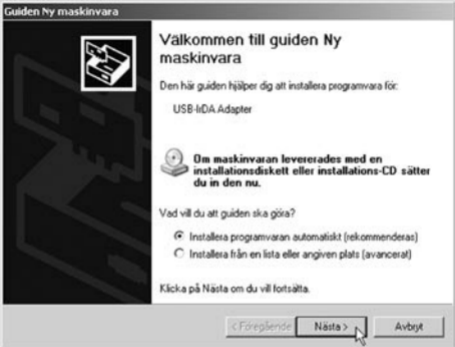 Guiden Ny maskinvara
Välkommen till guiden Ny
maskinvara
Den här guiden hjälper dig att installera programvara för:
USB-IrDA Adapter
Om maskinvaran levererades med en
installationsdiskett eller installations-CD sätter
du in den nu.
Vad vill du att guiden ska göra?
Installera programvaran automatiskt (rekommenderas)
Installera från en lista eller angiven plats (avancerat)
Klicka på Nästa om du vill fortsätta.
< Föregående
Nästa >
Avbryt